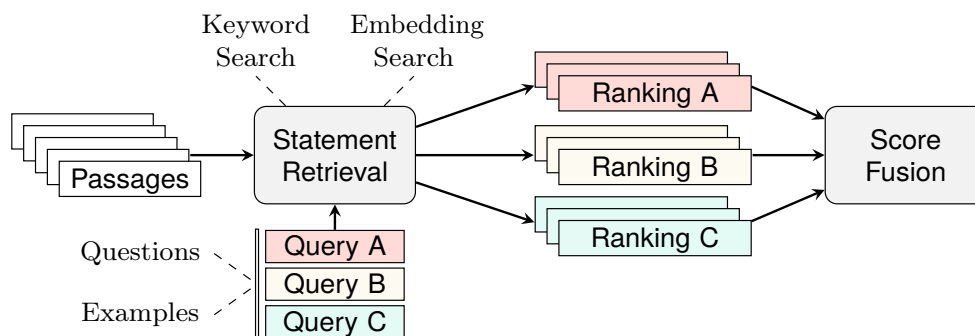 Keyword
Search
Embedding
Search
Passages
Statement
Retrieval
Ranking A
Ranking B
Ranking C
Score
Fusion
Questions
Examples
Query A
Query B
Query C